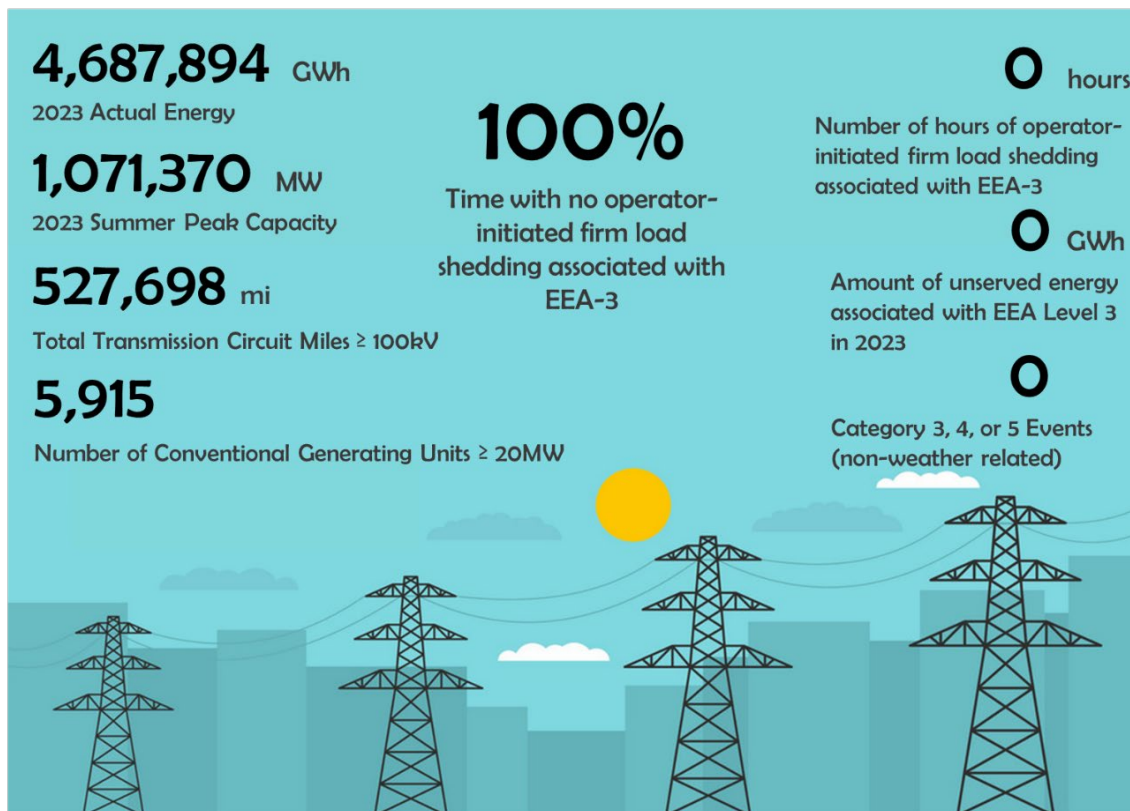 4,687,894 GWh
2023 Actual Energy
1,071,370 MW
2023 Summer Peak Capacity
527,698 mi
Total Transmission Circuit Miles ≥ 100kV
5,915
Number of Conventional Generating Units ≥ 20MW
100%
Time with no operator-
initiated firm load
shedding associated with
EEA-3
0 hours
Number of hours of operator-
initiated firm load shedding
associated with EEA-3
0 GWh
Amount of unserved energy
associated with EEA Level 3
in 2023
0
Category 3, 4, or 5 Events
(non-weather related)